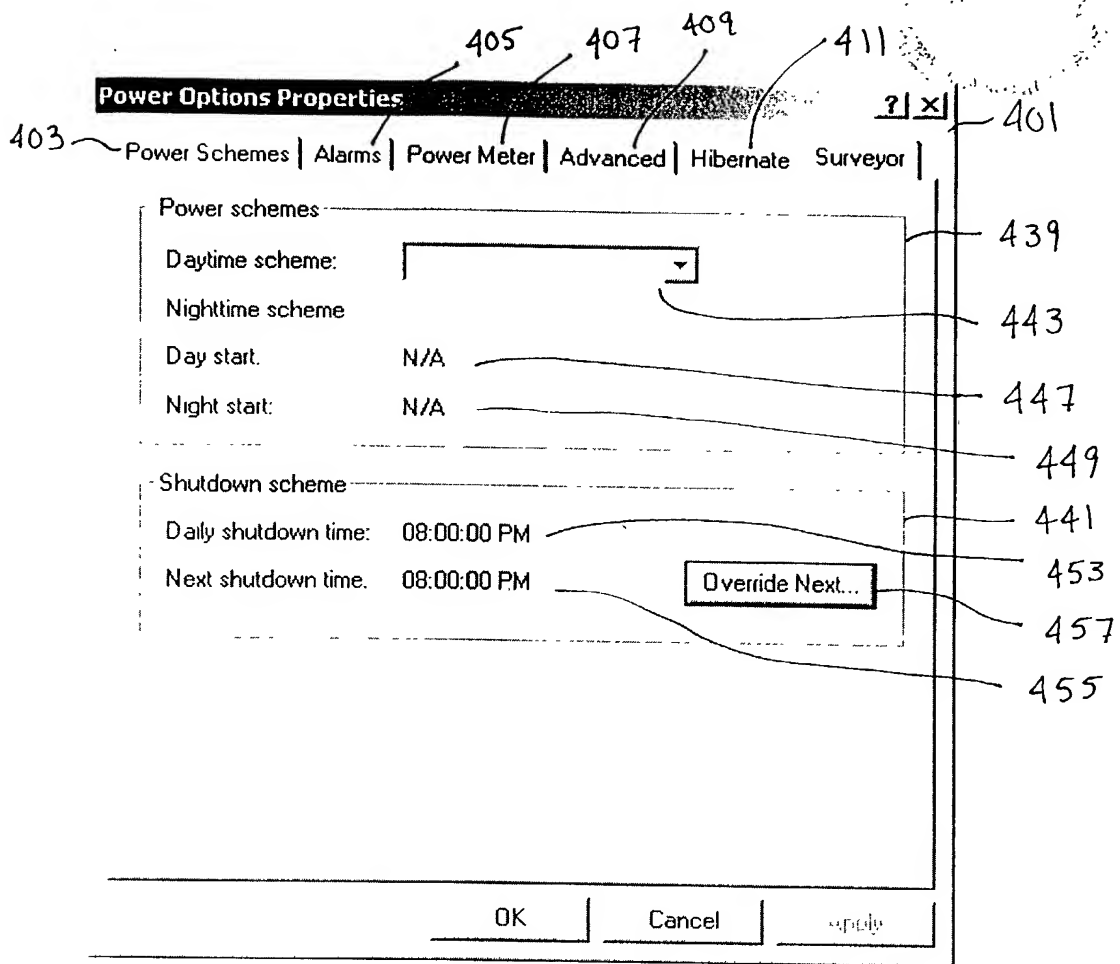 405 407 409 411
Power Options Properties ? X 401
403 Power Schemes Alarms Power Meter Advanced Hibernate Surveyor
Power schemes
439
Daytime scheme:
Nighttime scheme
443
Day start. N/A
447
Night start: N/A
449
Shutdown scheme
441
Daily shutdown time: 08:00:00 PM
453
Next shutdown time. 08:00:00 PM Override Next...
457
455
OK Cancel Apply